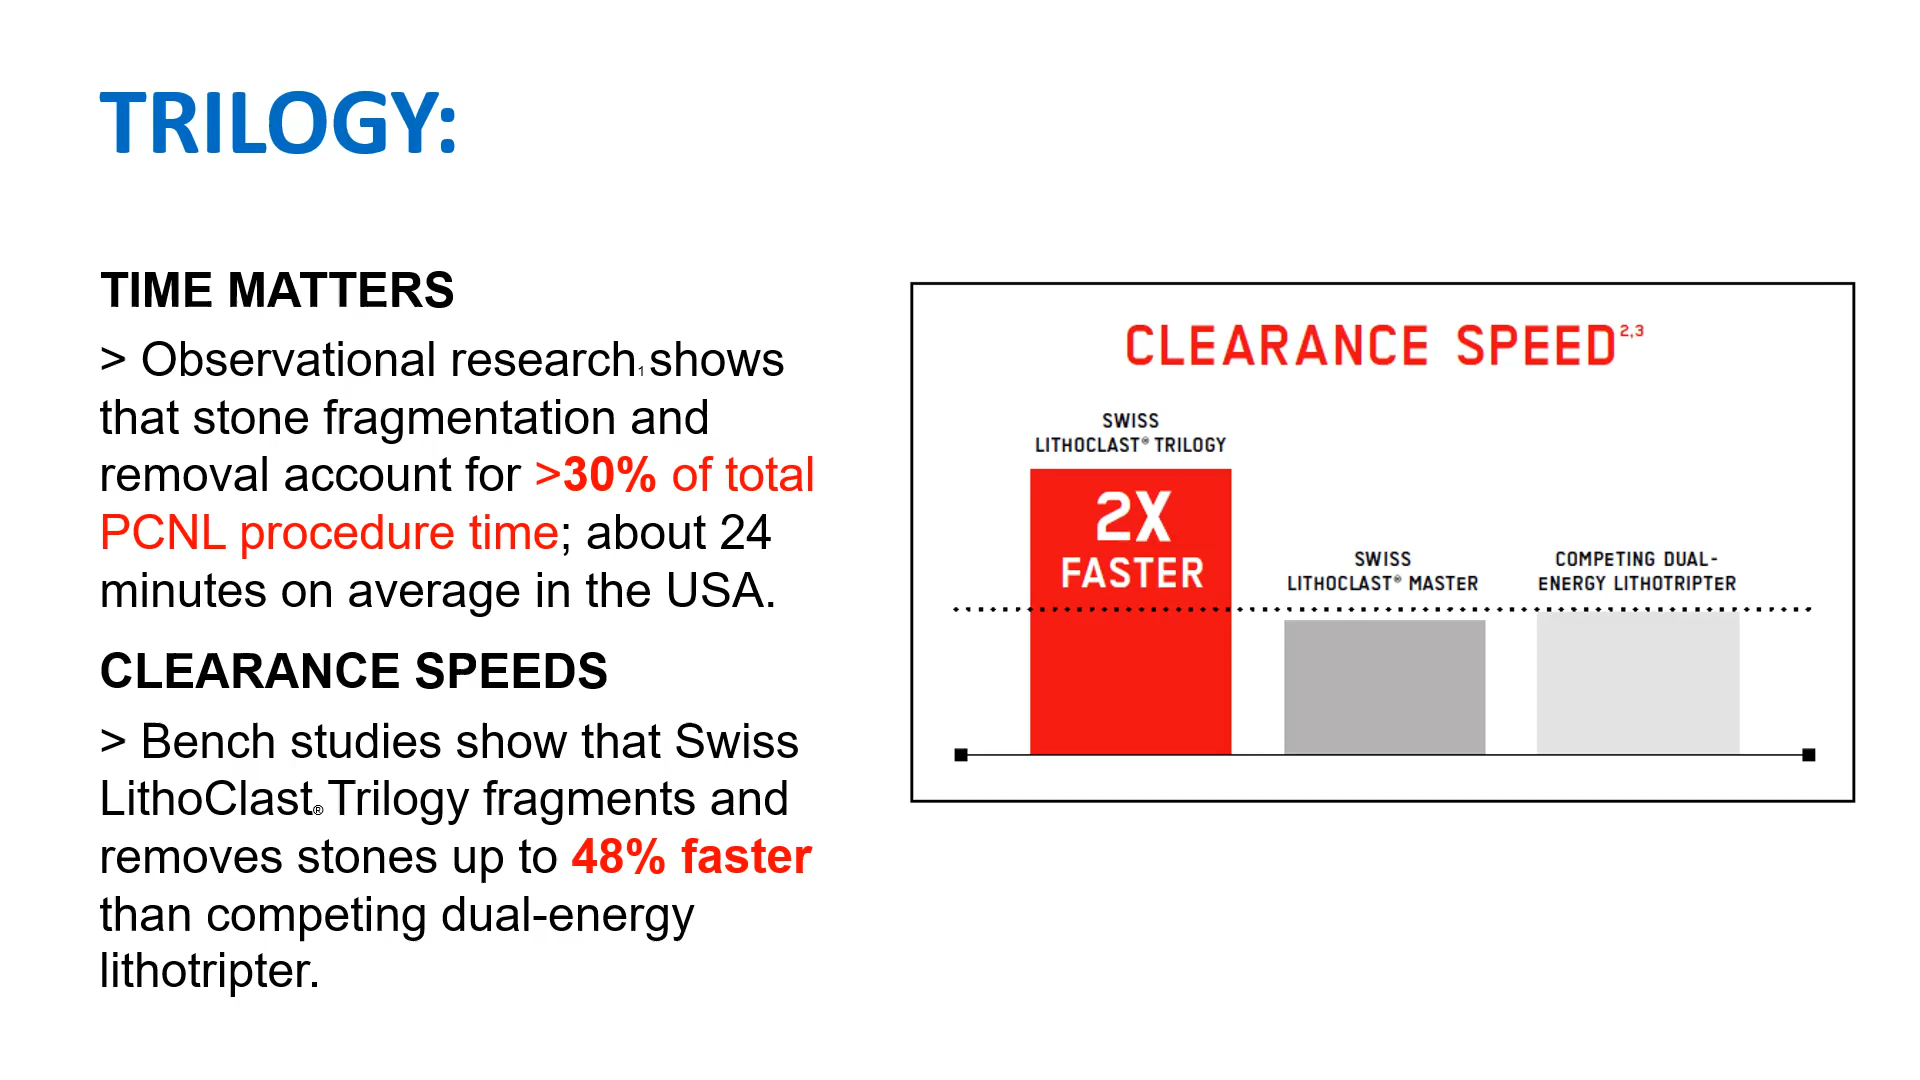 TRILOGY:
TIME MATTERS
> Observational research1 shows
that stone fragmentation and
removal account for >30% of total
PCNL procedure time; about 24
minutes on average in the USA.
CLEARANCE SPEEDS
> Bench studies show that Swiss
LithoClast® Trilogy fragments and
removes stones up to 48% faster
than competing dual-energy
lithotripter.
CLEARANCE SPEED2,3
SWISS
LITHOCLAST® TRILOGY
2X
FASTER
SWISS
LITHOCLAST® MASTER
COMPETING DUAL-
ENERGY LITHOTRIPTER